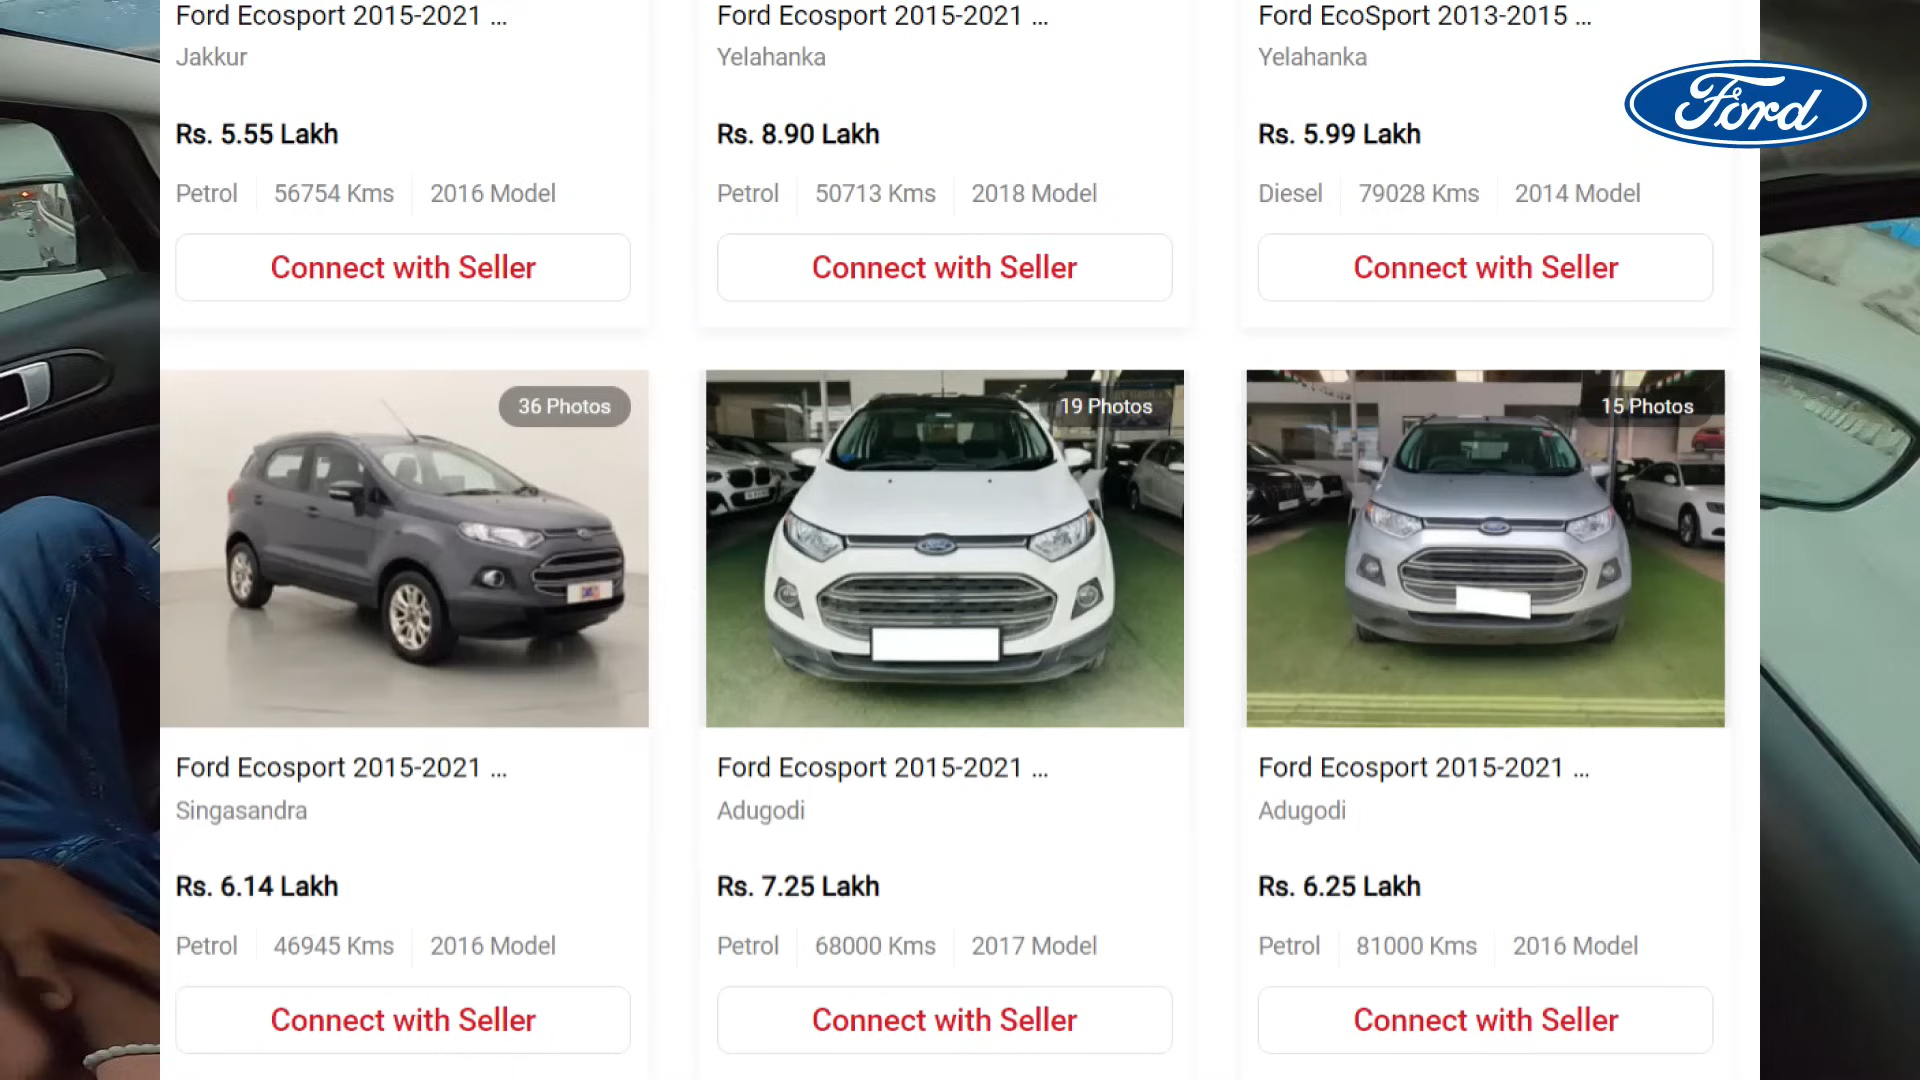 Ford Ecosport 2015-2021 ...
Jakkur
Rs. 5.55 Lakh
Petrol 56754 Kms 2016 Model
Connect with Seller
Ford Ecosport 2015-2021 ...
Yelahanka
Rs. 8.90 Lakh
Petrol 50713 Kms 2018 Model
Connect with Seller
Ford EcoSport 2013-2015 ...
Yelahanka
Rs. 5.99 Lakh
Diesel 79028 Kms 2014 Model
Connect with Seller
Ford
36 Photos
Ford Ecosport 2015-2021 ...
Singasandra
Rs. 6.14 Lakh
Petrol 46945 Kms 2016 Model
Connect with Seller
19 Photos
Ford Ecosport 2015-2021 ...
Adugodi
Rs. 7.25 Lakh
Petrol 68000 Kms 2017 Model
Connect with Seller
15 Photos
Ford Ecosport 2015-2021 ...
Adugodi
Rs. 6.25 Lakh
Petrol 81000 Kms 2016 Model
Connect with Seller